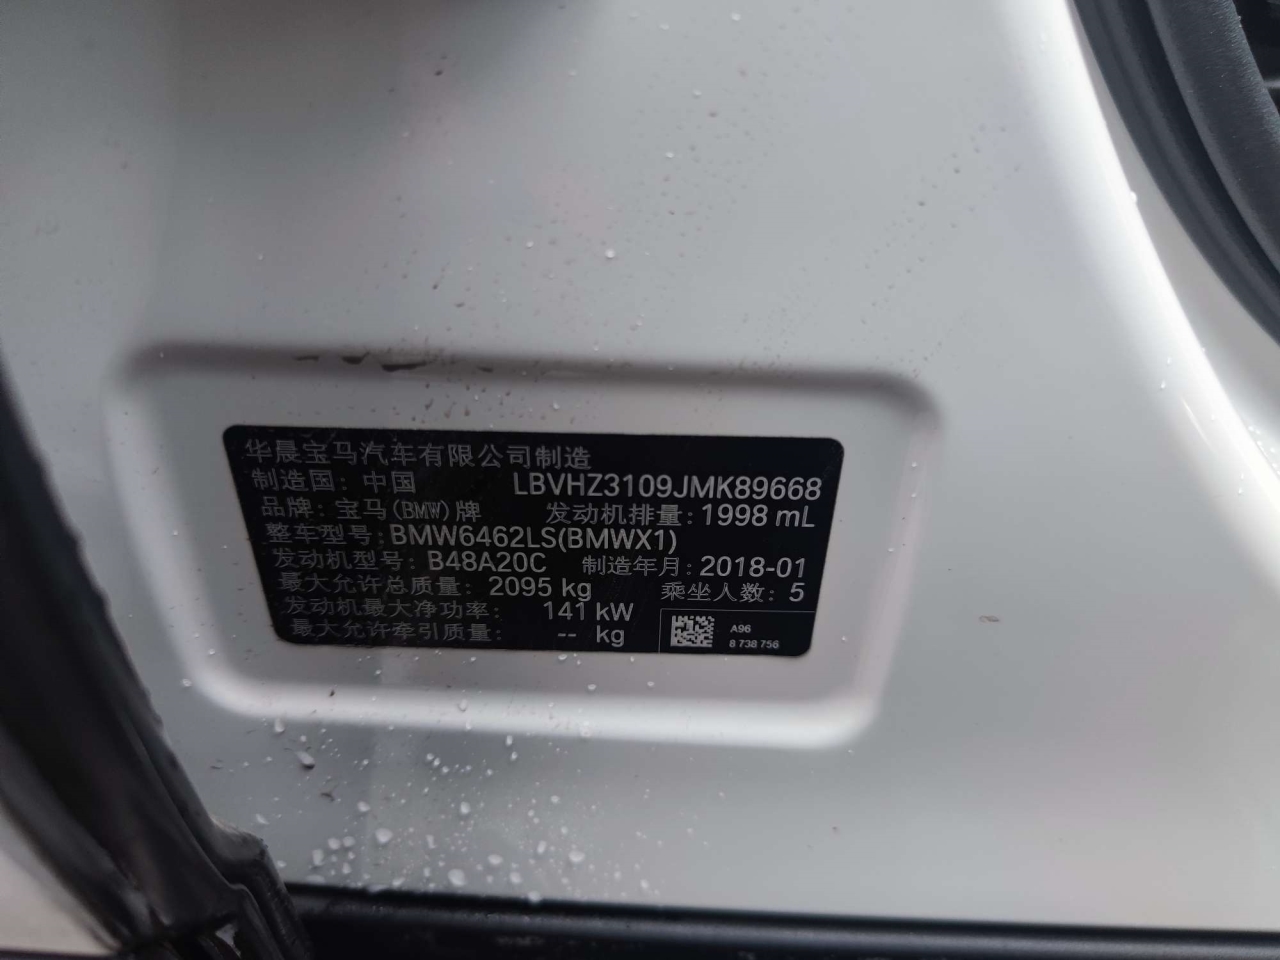 华晨宝马汽车有限公司制造
制造国: 中国 LBVHZ3109JMK89668
品牌: 宝马(BMW)牌 发动机排量: 1998 mL
整车型号: BMW6462LS(BMWX1)
发动机型号: B48A20C 制造年月: 2018-01
最大允许总质量: 2095 kg 乘坐人数: 5
发动机最大净功率: 141 kW
最大允许牵引质量: -- kg
A96
8 738 756